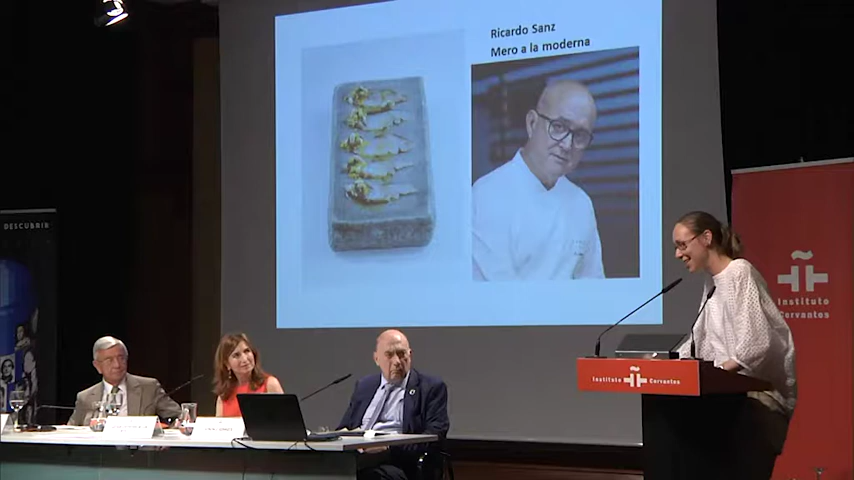 Ricardo Sanz
Mero a la moderna
DESCUBRIR
Instituto
Cervantes
Instituto Cervantes